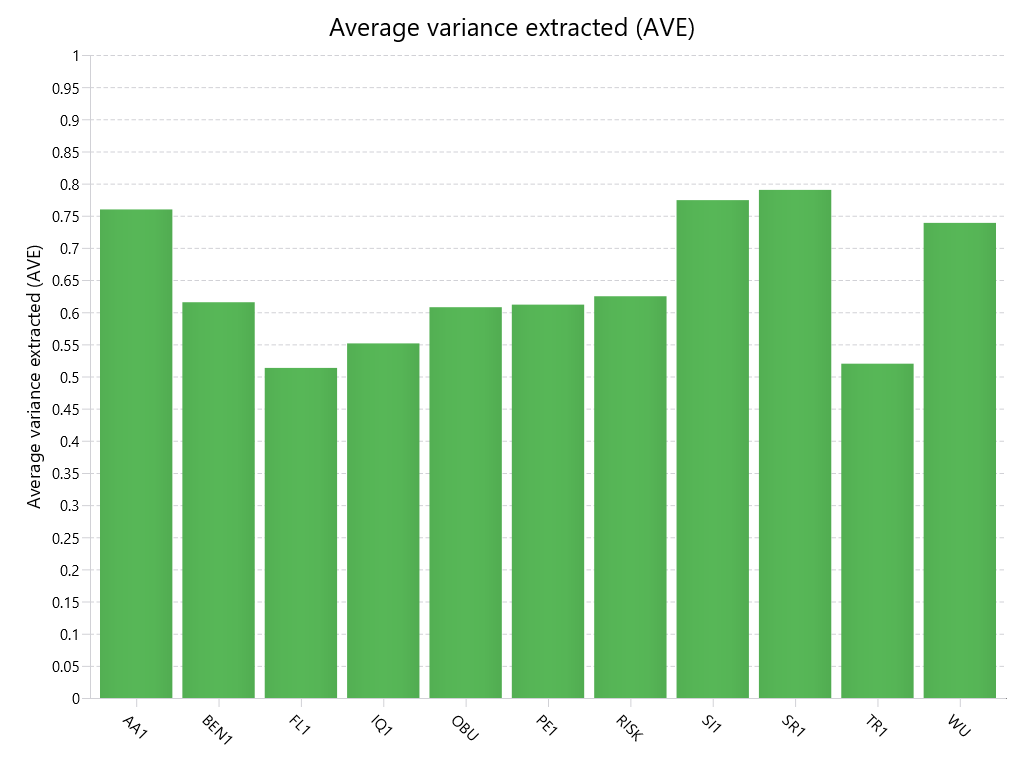 Average variance extracted (AVE)
Average variance extracted (AVE)
1
0.95
0.9
0.85
0.8
0.75
0.7
0.65
0.6
0.55
0.5
0.45
0.4
0.35
0.3
0.25
0.2
0.15
0.1
0.05
0
AA1
BEN1
FL1
IQ1
OBU
PE1
RISK
SI1
SR1
TR1
WU